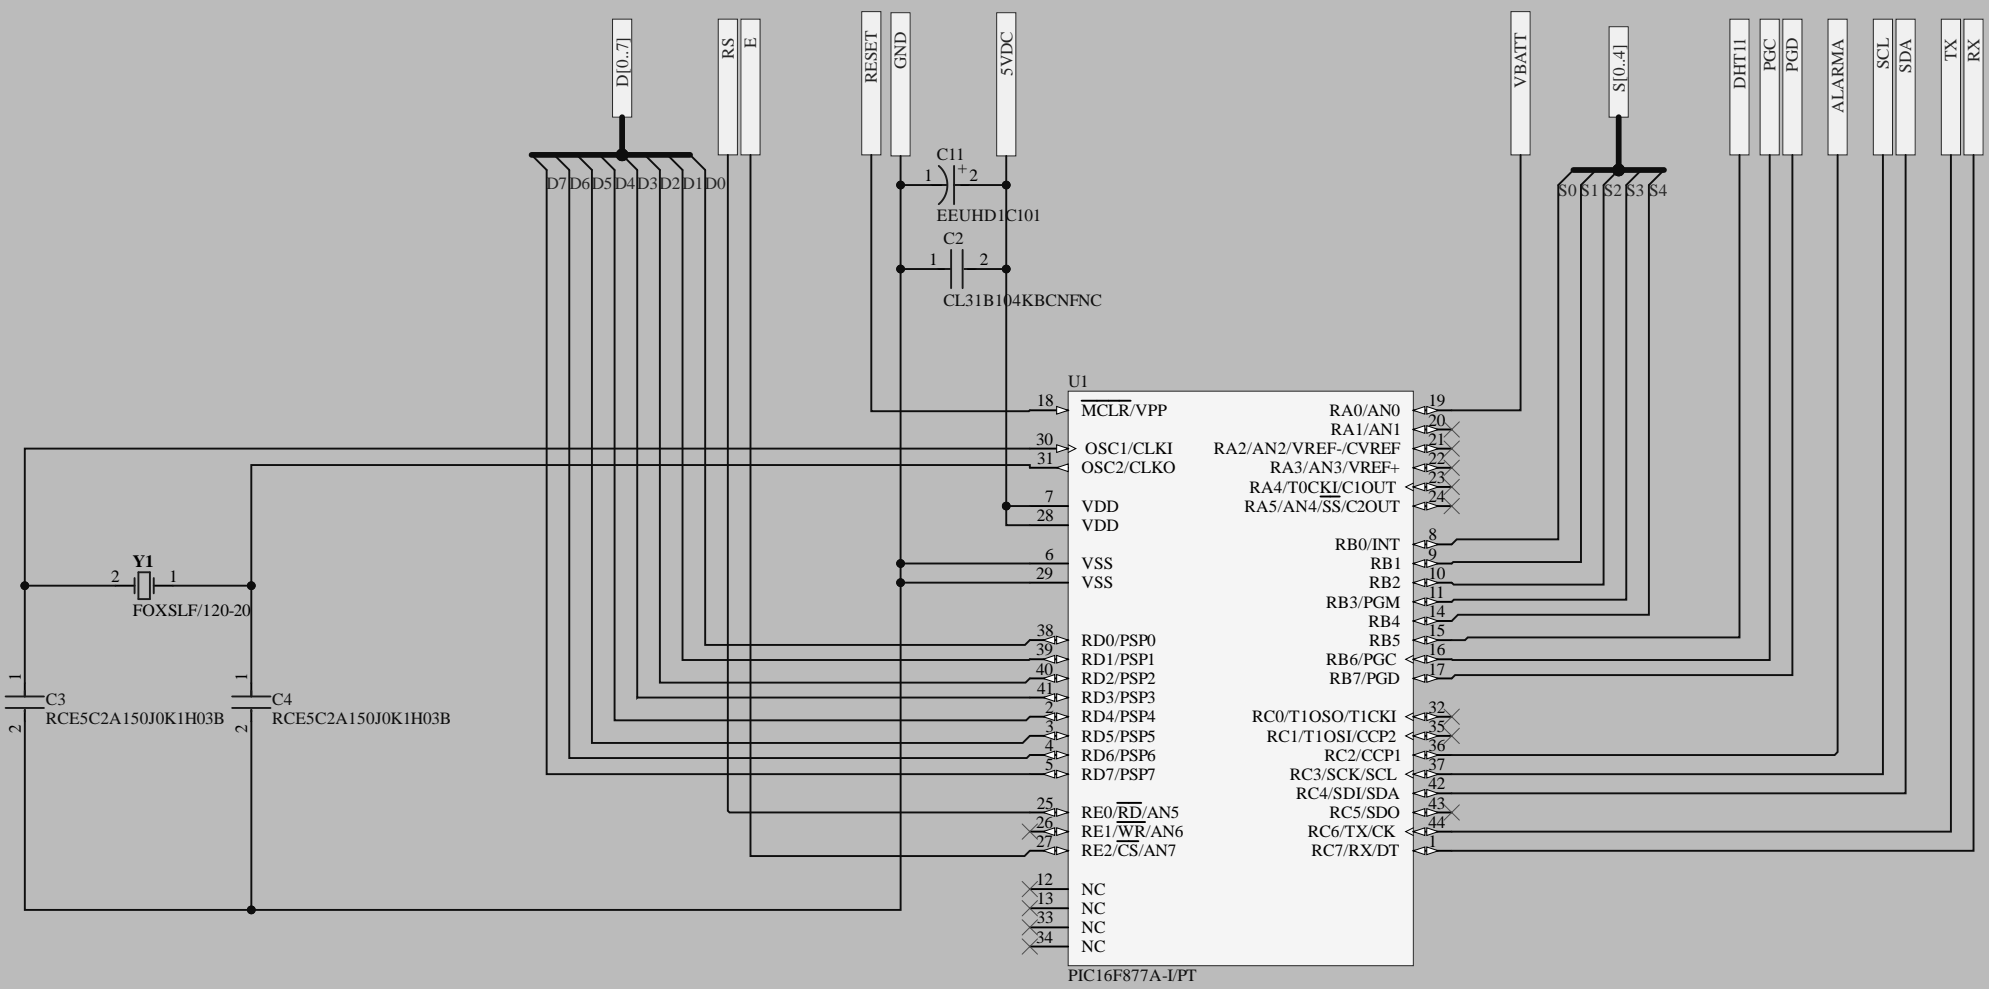 D[0..7]
RS
E
RESET
GND
5VDC
VBATT
S[0..4]
DHT11
PGC
PGD
ALARMA
SCL
SDA
TX
RX
D7 D6 D5 D4 D3 D2 D1 D0
S0 S1 S2 S3 S4
C11
1 + 2
EEUHD1C101
C2
1 2
CL31B104KBCNFNC
Y1
2 1
FOXSLF/120-20
1
C3
RCE5C2A150J0K1H03B
2
1
C4
RCE5C2A150J0K1H03B
2
U1
18 MCLR/VPP
30 OSC1/CLKI
31 OSC2/CLKO
7 VDD
28 VDD
6 VSS
29 VSS
38 RD0/PSP0
39 RD1/PSP1
40 RD2/PSP2
41 RD3/PSP3
2 RD4/PSP4
3 RD5/PSP5
4 RD6/PSP6
5 RD7/PSP7
25 RE0/RD/AN5
26 RE1/WR/AN6
27 RE2/CS/AN7
12 NC
13 NC
33 NC
34 NC
RA0/AN0 19
RA1/AN1 20
RA2/AN2/VREF-/CVREF 21
RA3/AN3/VREF+ 22
RA4/T0CKI/C1OUT 23
RA5/AN4/SS/C2OUT 24
RB0/INT 8
RB1 9
RB2 10
RB3/PGM 11
RB4 14
RB5 15
RB6/PGC 16
RB7/PGD 17
RC0/T1OSO/T1CKI 32
RC1/T1OSI/CCP2 35
RC2/CCP1 36
RC3/SCK/SCL 37
RC4/SDI/SDA 42
RC5/SDO 43
RC6/TX/CK 44
RC7/RX/DT 1
PIC16F877A-I/PT